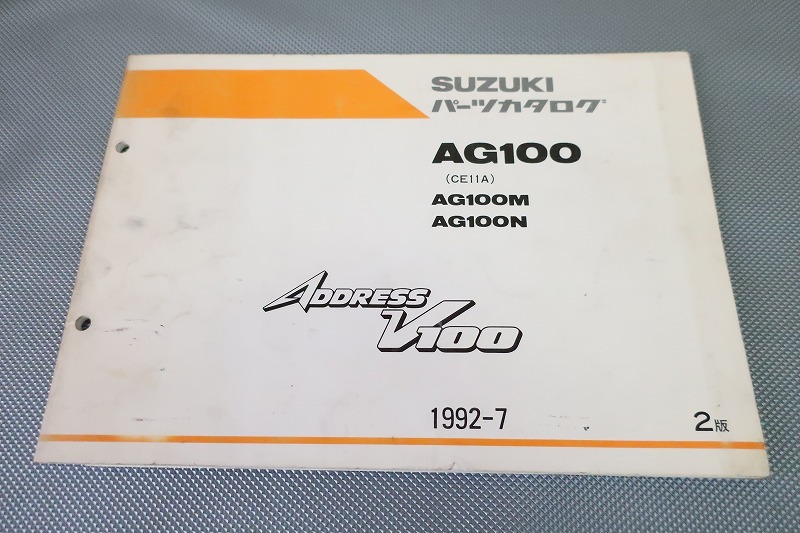 SUZUKI
パーツカタログ
AG100
(CE11A)
AG100M
AG100N
ADDRESS
V100
1992-7
2版